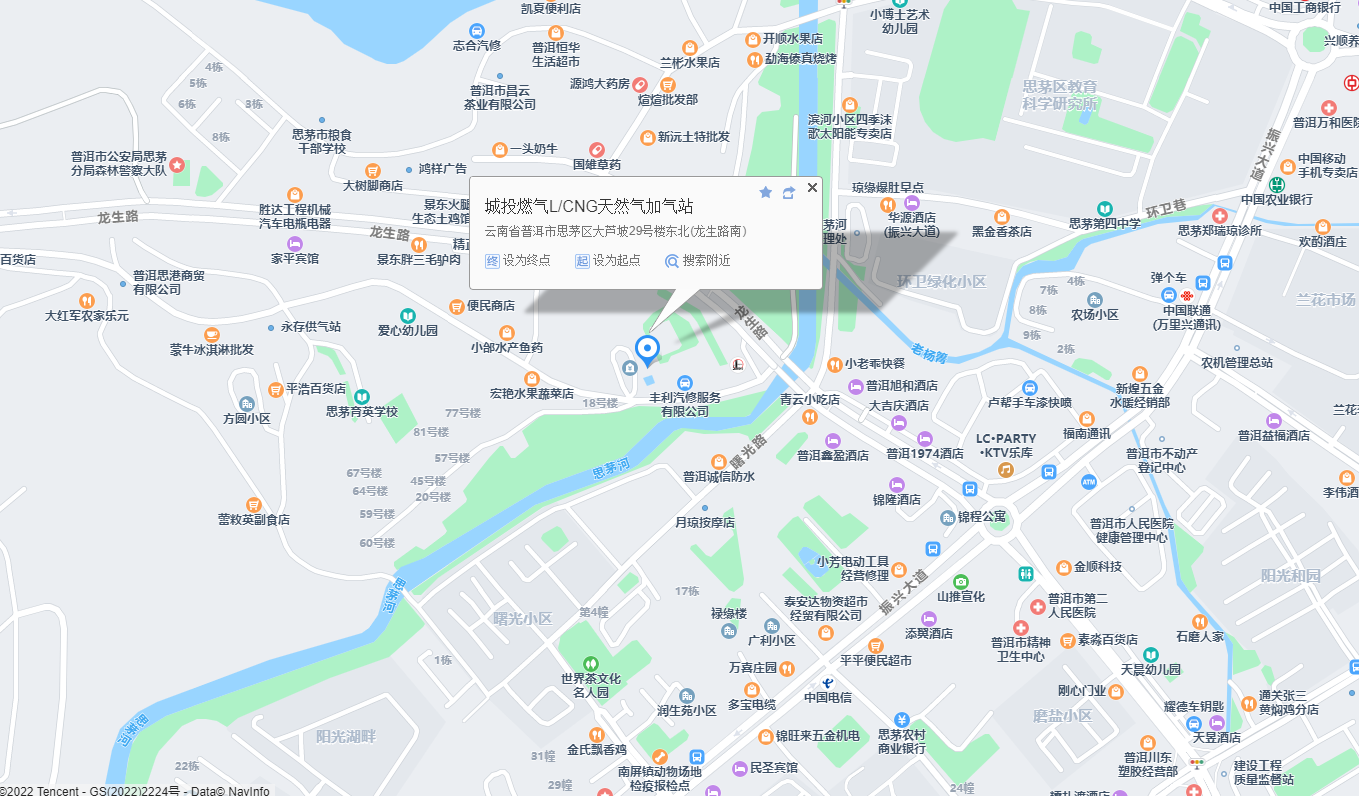 凯夏便利店
小博士艺术
幼儿园
中国工商银行
志合汽修
普洱恒华
生活超市
开顺水果店
兰彬水果店
勐海傣真烧烤
兴顺养
4栋
5栋
6栋
3栋
8栋
普洱市昌云
茶业有限公司
源鸿大药房
煊煊批发部
思茅区教育
科学研究所
滨河小区四季沫
歌太阳能专卖店
普洱万和医院
振兴大道
思茅市粮食
干部学校
新沅土特批发
一头奶牛
国雄草药
普洱市公安局思茅
分局森林警察大队
鸿祥广告
大树脚商店
中国移动
手机专卖店
中国农业银行
胜达工程机械
汽车电瓶电器
景东火腿
生态土鸡馆
城投燃气L/CNG天然气加气站
云南省普洱市思茅区大芦坡29号楼东北(龙生路南)
终 设为终点
起 设为起点
搜索附近
琼缘爆肚早点
华源酒店
(振兴大道)
黑金香茶店
思茅第四中学
环卫巷
思茅郑瑞琼诊所
欢酌酒庄
龙生路
龙生路
家平宾馆
景东胖三毛驴肉
精正
茅河
理处
百货店
普洱思港商贸
有限公司
环卫绿化小区
弹个车
中国联通
(万里兴通讯)
兰花市场
7栋
4栋
8栋
9栋
2栋
农场小区
大红军农家乐元
永存供气站
爱心幼儿园
便民商店
小邰水产鱼药
龙生路
老杨箐
蒙牛冰淇淋批发
小老乖快餐
农机管理总站
平浩百货店
宏艳水果蔬菜店
丰利汽修服务
有限公司
18号楼
普洱旭和酒店
青云小吃店
大吉庆酒店
卢帮手车漆快喷
新煌五金
水暖经销部
方圆小区
思茅育英学校
77号楼
81号楼
57号楼
曙光路
普洱鑫盈酒店
普洱1974酒店
LC·PARTY
·KTV乐库
福南通讯
普洱益福酒店
67号楼
64号楼
45号楼
20号楼
59号楼
60号楼
思茅河
普洱诚信防水
普洱市不动产
登记中心
ATM
锦隆酒店
锦程公寓
李伟酒
蕾敉英副食店
月琼按摩店
普洱市人民医院
健康管理中心
思茅河
小芳电动工具
经营修理
金顺科技
阳光和园
17栋
振兴大道
山推宣化
曙光小区
第4幢
禄缘楼
泰安达物资超市
经贸有限公司
普洱市第二
人民医院
广利小区
添翼酒店
普洱市精神
卫生中心
素淼百货店
石磨人家
1栋
世界茶文化
名人园
万喜庄园
平平便民超市
天晨幼儿园
中国电信
刚心门业
通关张三
黄焖鸡分店
润生苑小区
多宝电缆
磨盐小区
耀德车钥匙
天昱酒店
思茅河
阳光湖畔
金氏飘香鸡
锦旺来五金机电
思茅农村
商业银行
31幢
22栋
南屏镇动物场地
检疫报检点
民圣宾馆
普洱川东
塑胶经营部
建设工程
质量监督站
29幢
24栋
©2022 Tencent - GS(2022)2224号 - Data© NavInfo